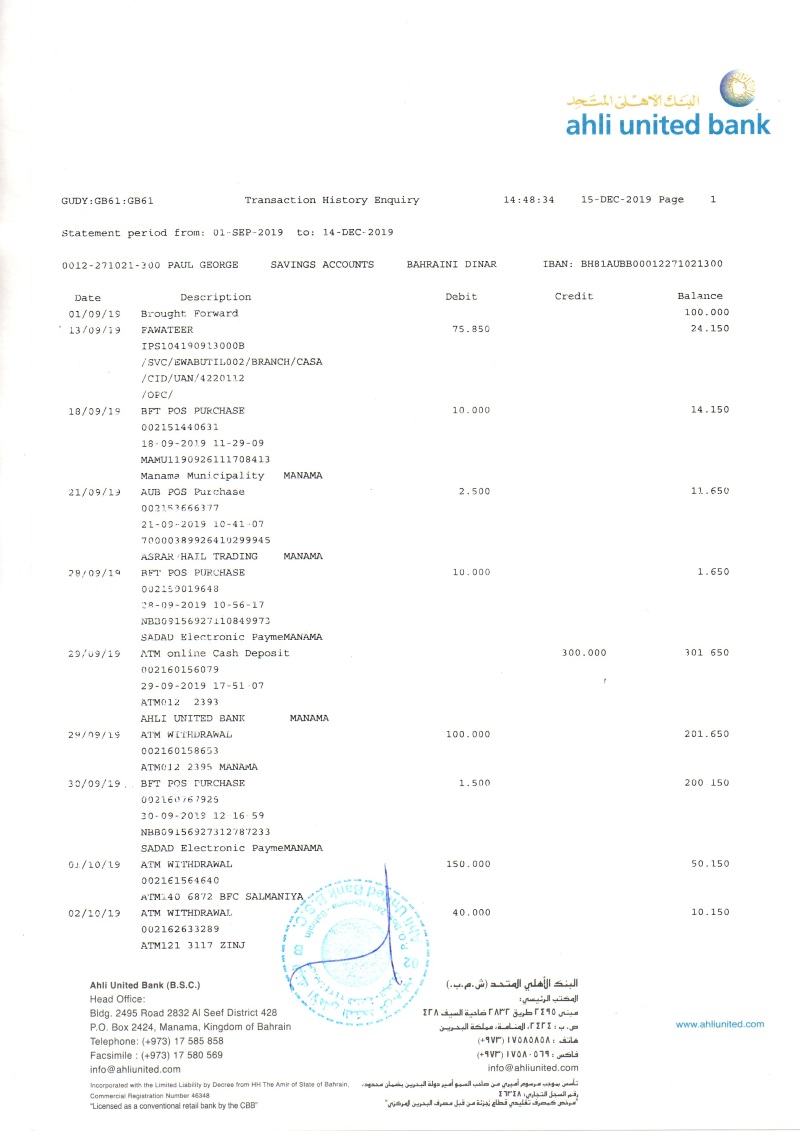 البنك الأهلي المتحد
ahli united bank
GUDY:GB61:GB61 Transaction History Enquiry 14:48:34 15-DEC-2019 Page 1
Statement period from: 01-SEP-2019 to: 14-DEC-2019
0012-271021-300 PAUL GEORGE SAVINGS ACCOUNTS BAHRAINI DINAR IBAN: BH81AUBB00012271021300
Date Description Debit Credit Balance
01/09/19 Brought Forward 100.000
13/09/19 FAWATEER 75.850 24.150
IPS104190913000B
/SVC/EWABUTIL002/BRANCH/CASA
/CID/UAN/4220112
/OPC/
18/09/19 BFT POS PURCHASE 10.000 14.150
002151440631
18-09-2019 11-29-09
MAMU1190926111708413
Manama Municipality MANAMA
21/09/19 AUB POS Purchase 2.500 11.650
002153666377
21-09-2019 10-41-07
70000389926410299945
ASRAR HAIL TRADING MANAMA
28/09/19 BFT POS PURCHASE 10.000 1.650
002159019648
28-09-2019 10-56-17
NBB09156927110849973
SADAD Electronic PaymeMANAMA
29/09/19 ATM online Cash Deposit 300.000 301 650
002160156079
29-09-2019 17-51-07
ATM012 2393
AHLI UNITED BANK MANAMA
29/09/19 ATM WITHDRAWAL 100.000 201.650
002160158653
ATM012 2395 MANAMA
30/09/19 BFT POS PURCHASE 1.500 200 150
002160767925
30-09-2019 12 16-59
NBB09156927312787233
SADAD Electronic PaymeMANAMA
01/10/19 ATM WITHDRAWAL 150.000 50.150
002161564640
ATM140 6872 BFC SALMANIYA
02/10/19 ATM WITHDRAWAL 40.000 10.150
002162633289
ATM121 3117 ZINJ
Ahli United Bank (B.S.C.)
Head Office:
Bldg. 2495 Road 2832 Al Seef District 428
P.O. Box 2424, Manama, Kingdom of Bahrain
Telephone: (+973) 17 585 858
Facsimile : (+973) 17 580 569
info@ahliunited.com
Incorporated with the Limited Liability by Decree from HH The Amir of State of Bahrain,
Commercial Registration Number 46348
"Licensed as a conventional retail bank by the CBB"
البنك الأهلي المتحد (ش.م.ب.)
المكتب الرئيسي:
مبنى ٢٤٩٥ طريق ٢٨٣٢ ضاحية السيف ٤٢٨
ص.ب: ٢٤٢٤، المنامة، مملكة البحرين
هاتف: ١٧٥٨٥٨٥٨ (٩٧٣+)
فاكس: ١٧٥٨٠٥٦٩ (٩٧٣+)
info@ahliunited.com
تأسس بموجب مرسوم أميري من صاحب السمو أمير دولة البحرين بضمان محدود،
رقم السجل التجاري: ٤٦٣٤٨
"مرخص كمصرف تقليدي قطاع تجزئة من قبل مصرف البحرين المركزي"
www.ahliunited.com
Ahli United Bank B.S.C.